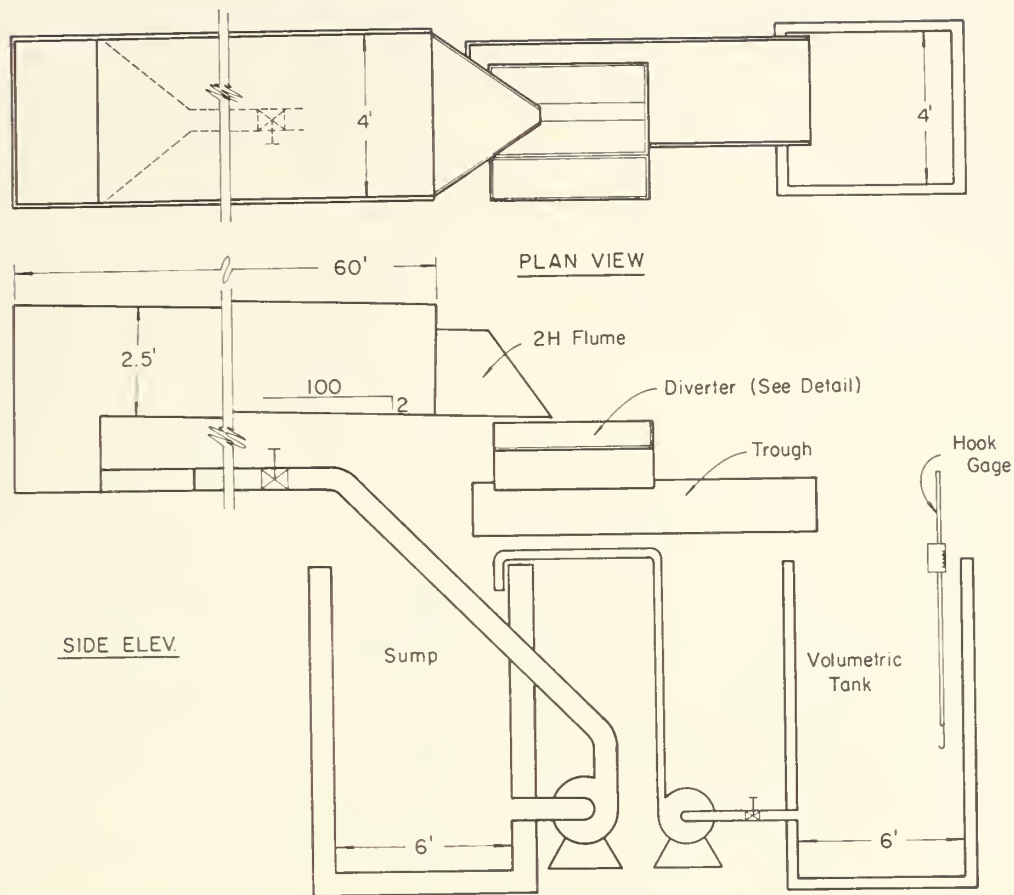 4'
4'
PLAN VIEW
60'
2.5'
2H Flume
100
2
Diverter (See Detail)
Trough
Hook
Gage
SIDE ELEV.
Sump
Volumetric
Tank
6'
6'